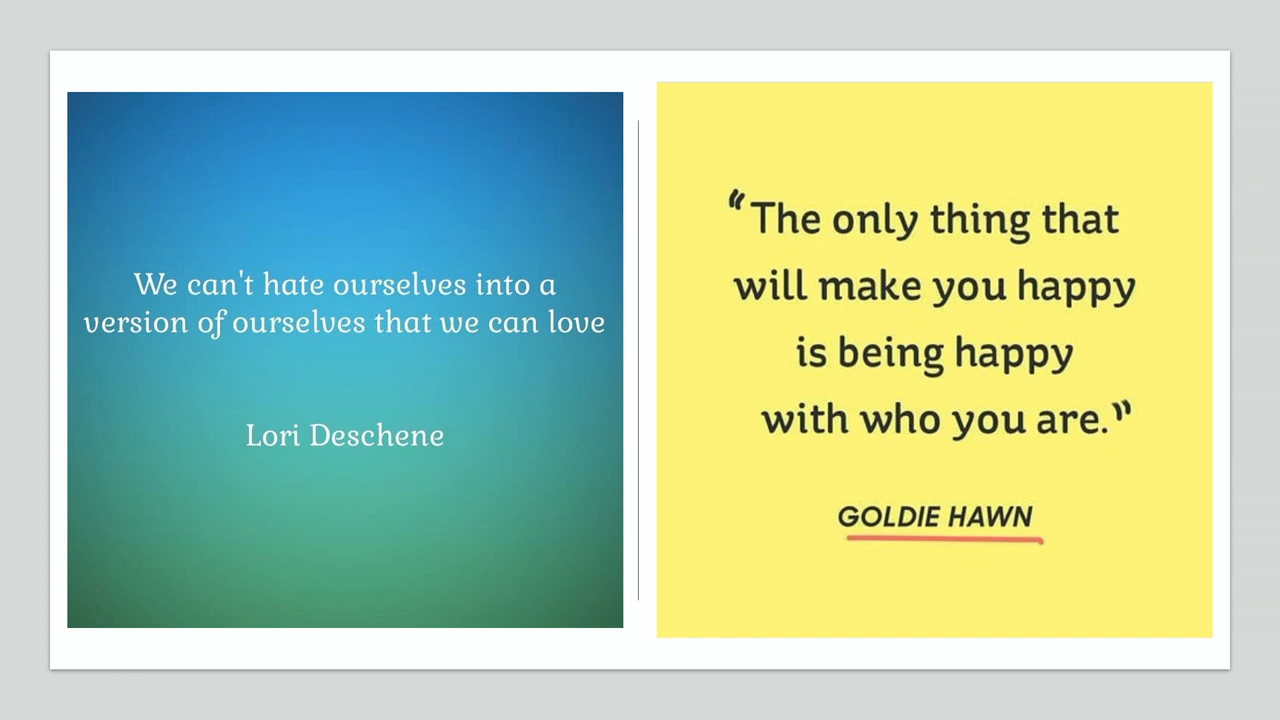 We can't hate ourselves into a
version of ourselves that we can love
Lori Deschene
“The only thing that
will make you happy
is being happy
with who you are.”
GOLDIE HAWN